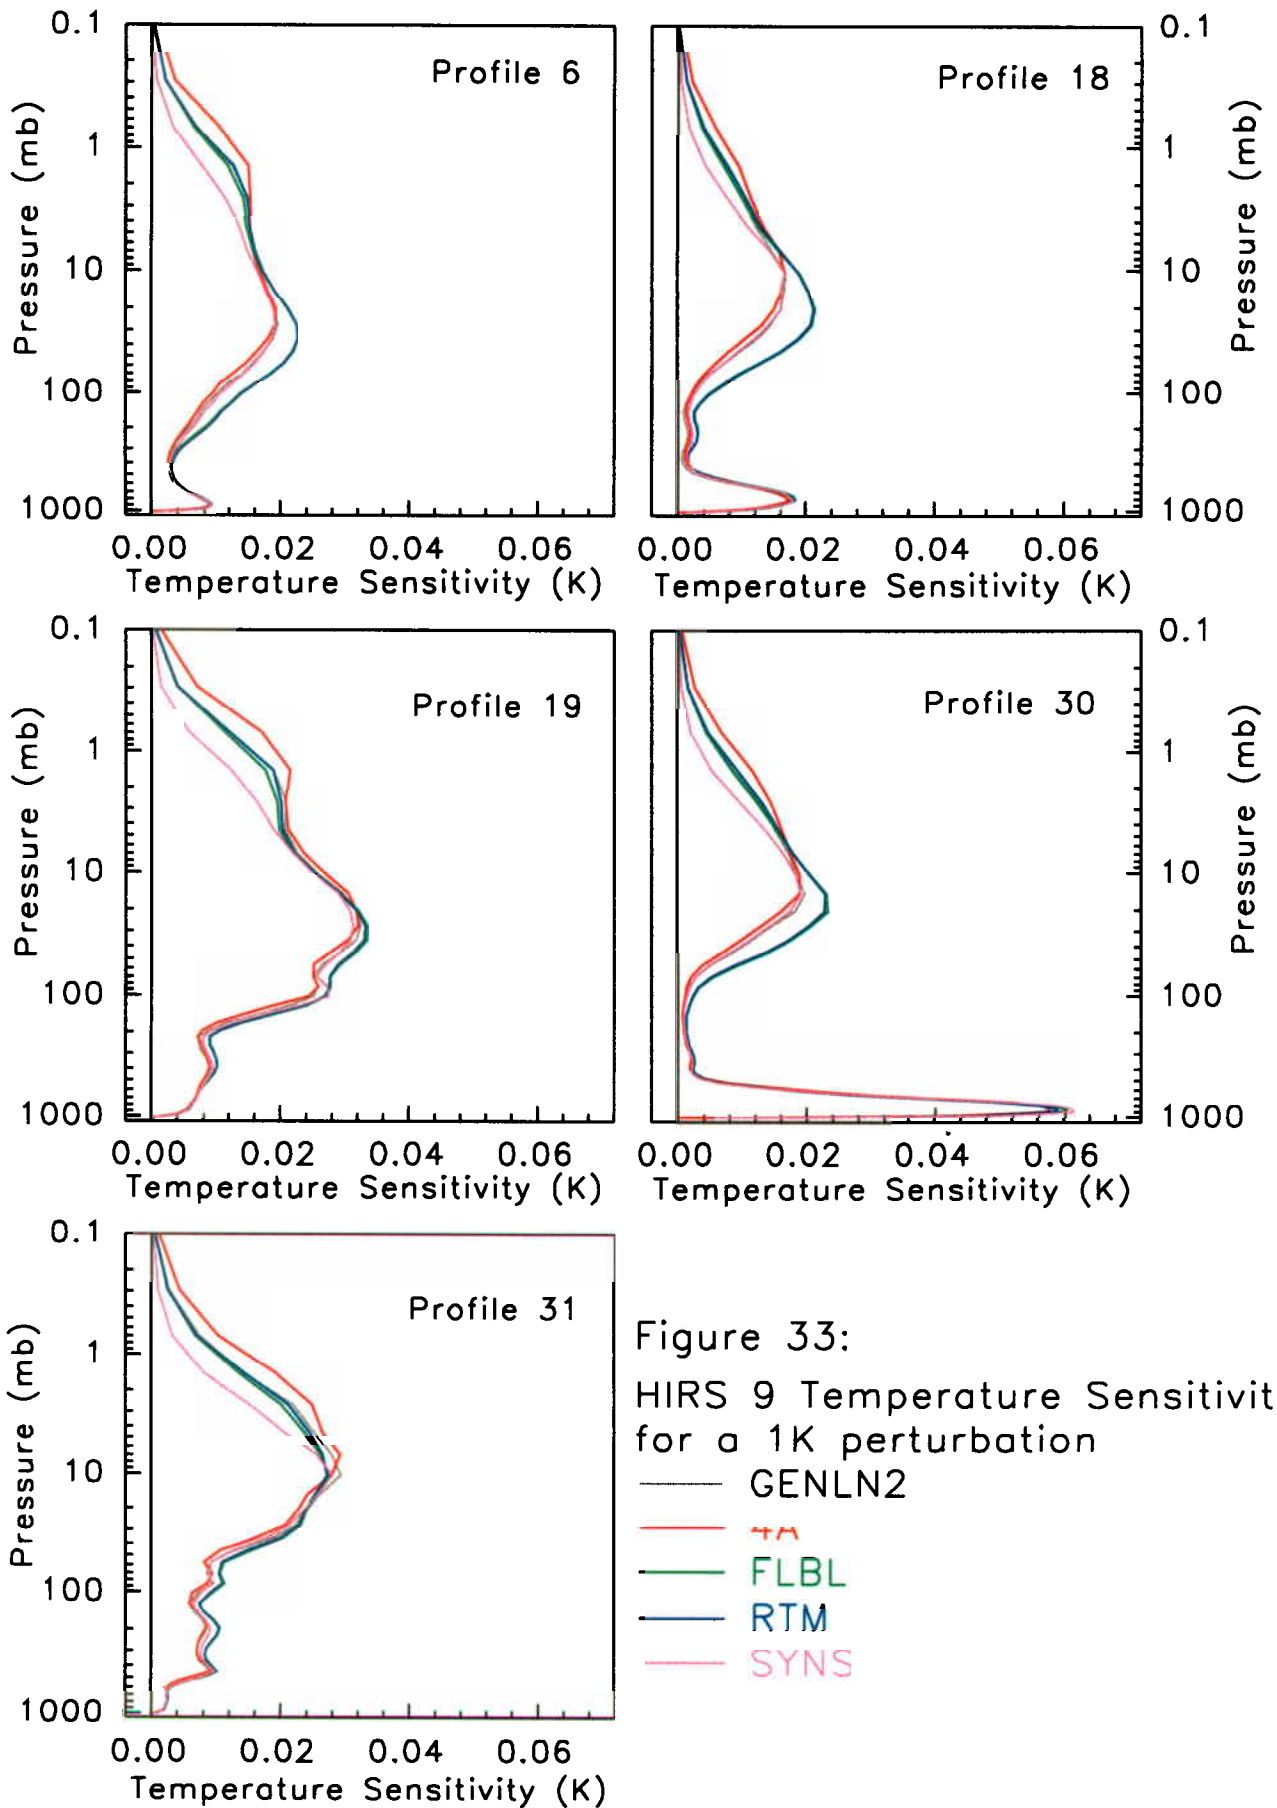 0.1
1
10
100
1000
Pressure (mb)
Profile 6
0.00 0.02 0.04 0.06
Temperature Sensitivity (K)
Profile 18
0.1
1
10
100
1000
Pressure (mb)
0.00 0.02 0.04 0.06
Temperature Sensitivity (K)
0.1
1
10
100
1000
Pressure (mb)
Profile 19
0.00 0.02 0.04 0.06
Temperature Sensitivity (K)
Profile 30
0.1
1
10
100
1000
Pressure (mb)
0.00 0.02 0.04 0.06
Temperature Sensitivity (K)
0.1
1
10
100
1000
Pressure (mb)
Profile 31
0.00 0.02 0.04 0.06
Temperature Sensitivity (K)
Figure 33:
HIRS 9 Temperature Sensitivit
for a 1K perturbation
GENLN2
4A
FLBL
RTM
SYNS